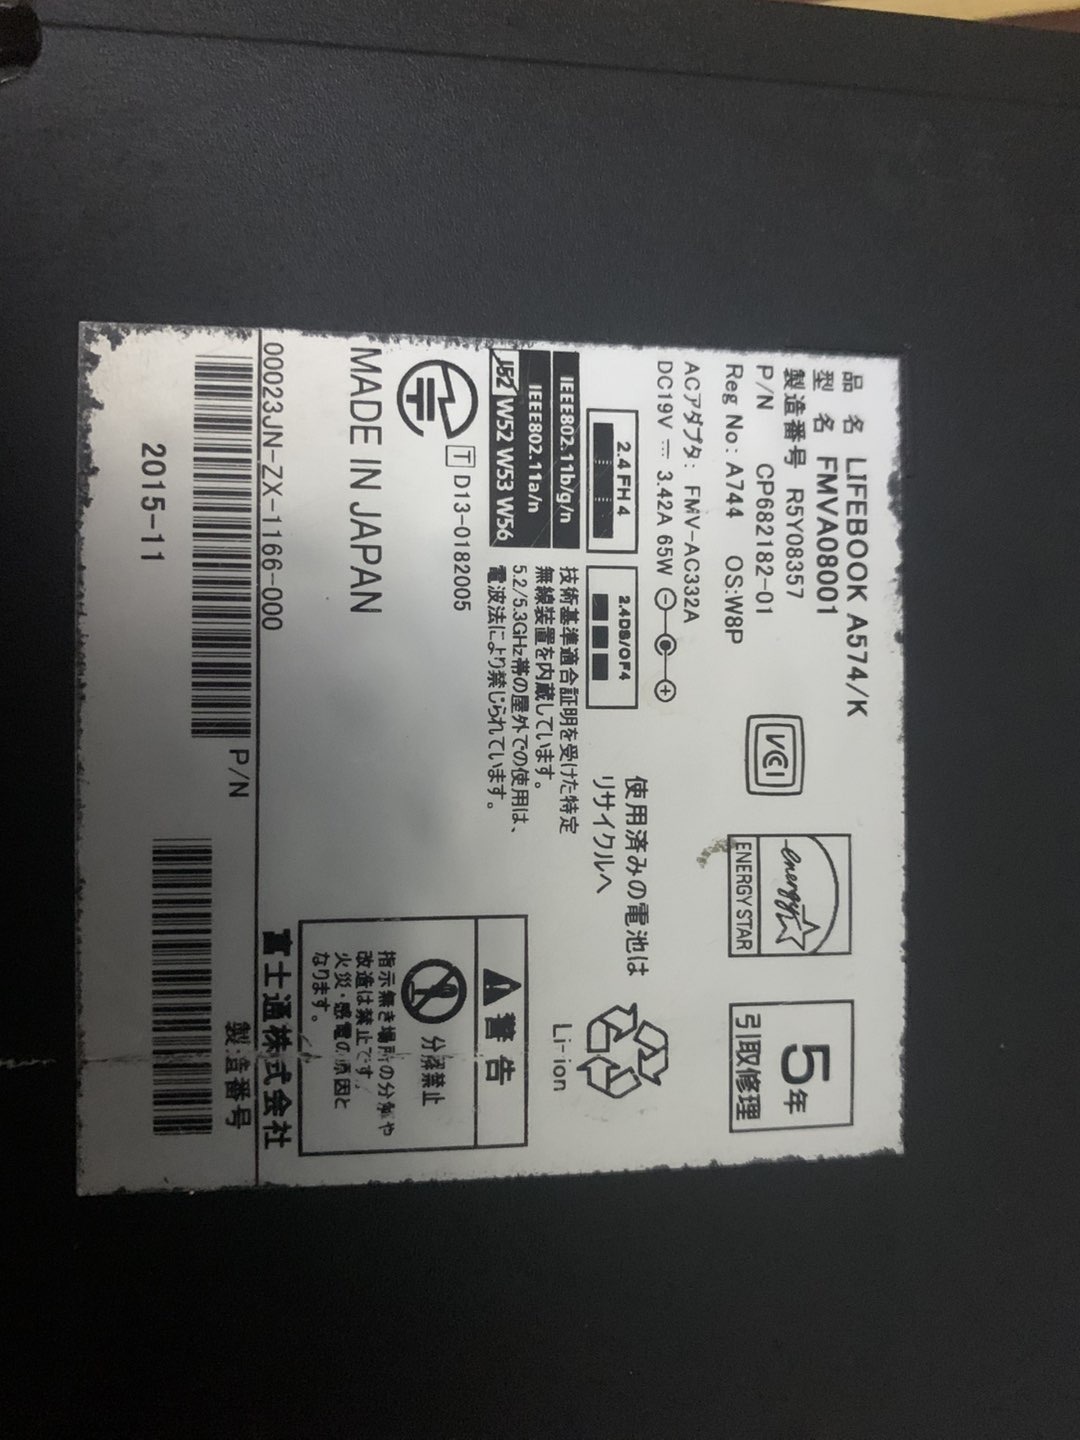 品 名 LIFEBOOK A574/K
型 名 FMVA08001
製造番号 R5Y08357
P/N CP682182-01
Reg No: A744 OS:W8P
ACアダプタ: FMV-AC332A
DC19V ⎓ 3.42A 65W
VCI
energy
ENERGY STAR
5年
引取修理
2.4FH4
2.4DS/OF4
使用済みの電池は
リサイクルへ
Li-ion
IEEE802.11b/g/n
IEEE802.11a/n
J52 W52 W53 W56
技術基準適合証明を受けた特定
無線装置を内蔵しています。
5.2/5.3GHz帯の屋外での使用は、
電波法により禁じられています。
T D13-0182005
MADE IN JAPAN
警告
分解禁止
指示無き場所の分解や
改造は禁止です。
火災・感電の原因と
なります。
富士通株式会社
00023JN-ZX-1166-000
P/N
製造番号
2015-11